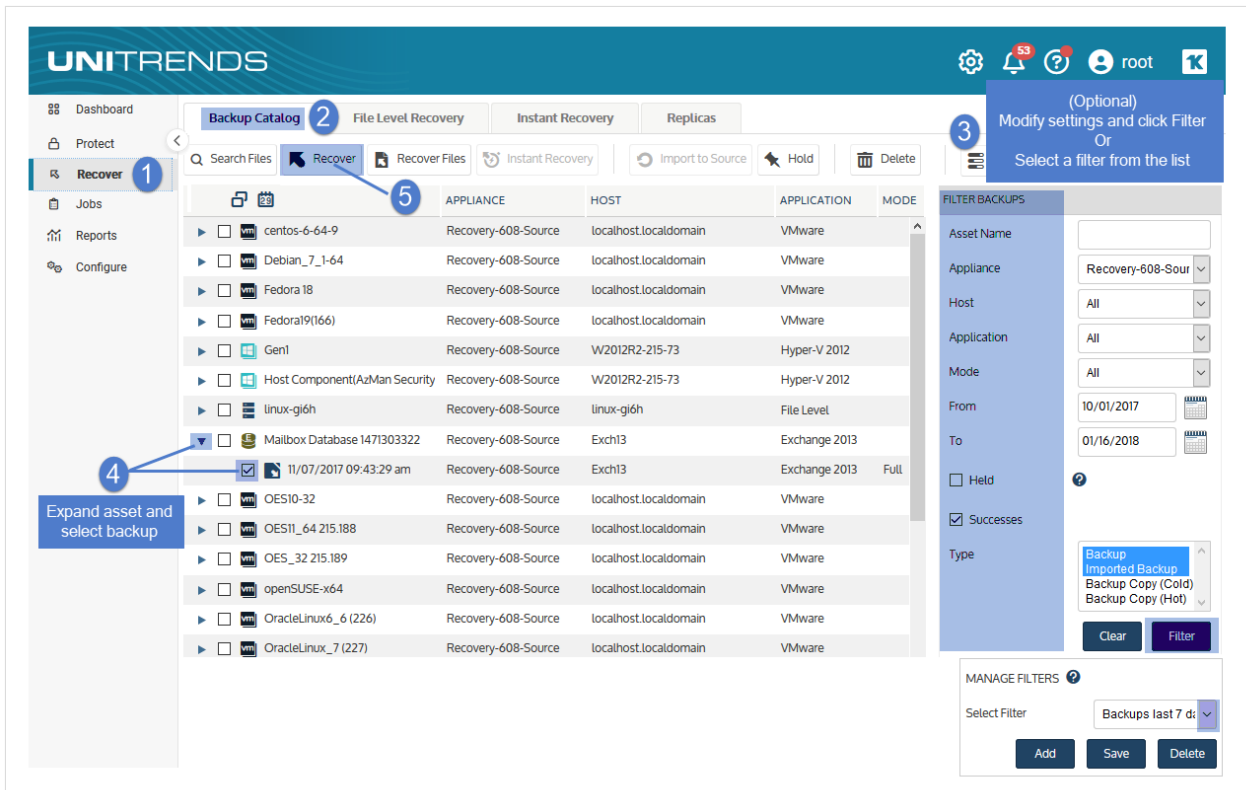 UNITRENDS
53
root
Dashboard
Protect
Recover
1
Jobs
Reports
Configure
Backup Catalog
2
File Level Recovery
Instant Recovery
Replicas
(Optional)
Modify settings and click Filter
Or
Select a filter from the list
3
Search Files
Recover
Recover Files
Instant Recovery
Import to Source
Hold
Delete
5
29
APPLIANCE HOST APPLICATION MODE
centos-6-64-9 Recovery-608-Source localhost.localdomain VMware
Debian_7_1-64 Recovery-608-Source localhost.localdomain VMware
Fedora 18 Recovery-608-Source localhost.localdomain VMware
Fedora19(166) Recovery-608-Source localhost.localdomain VMware
Gen1 Recovery-608-Source W2012R2-215-73 Hyper-V 2012
Host Component(AzMan Security Recovery-608-Source W2012R2-215-73 Hyper-V 2012
linux-gi6h Recovery-608-Source linux-gi6h File Level
Mailbox Database 1471303322 Recovery-608-Source Exch13 Exchange 2013
11/07/2017 09:43:29 am Recovery-608-Source Exch13 Exchange 2013 Full
OES10-32 Recovery-608-Source localhost.localdomain VMware
OES11_64 215.188 Recovery-608-Source localhost.localdomain VMware
OES_32 215.189 Recovery-608-Source localhost.localdomain VMware
openSUSE-x64 Recovery-608-Source localhost.localdomain VMware
OracleLinux6_6 (226) Recovery-608-Source localhost.localdomain VMware
OracleLinux_7 (227) Recovery-608-Source localhost.localdomain VMware
4
Expand asset and
select backup
FILTER BACKUPS
Asset Name
Appliance Recovery-608-Sour
Host All
Application All
Mode All
From 10/01/2017
To 01/16/2018
Held
Successes
Type
Backup
Imported Backup
Backup Copy (Cold)
Backup Copy (Hot)
Clear
Filter
MANAGE FILTERS
Select Filter Backups last 7 da
Add
Save
Delete